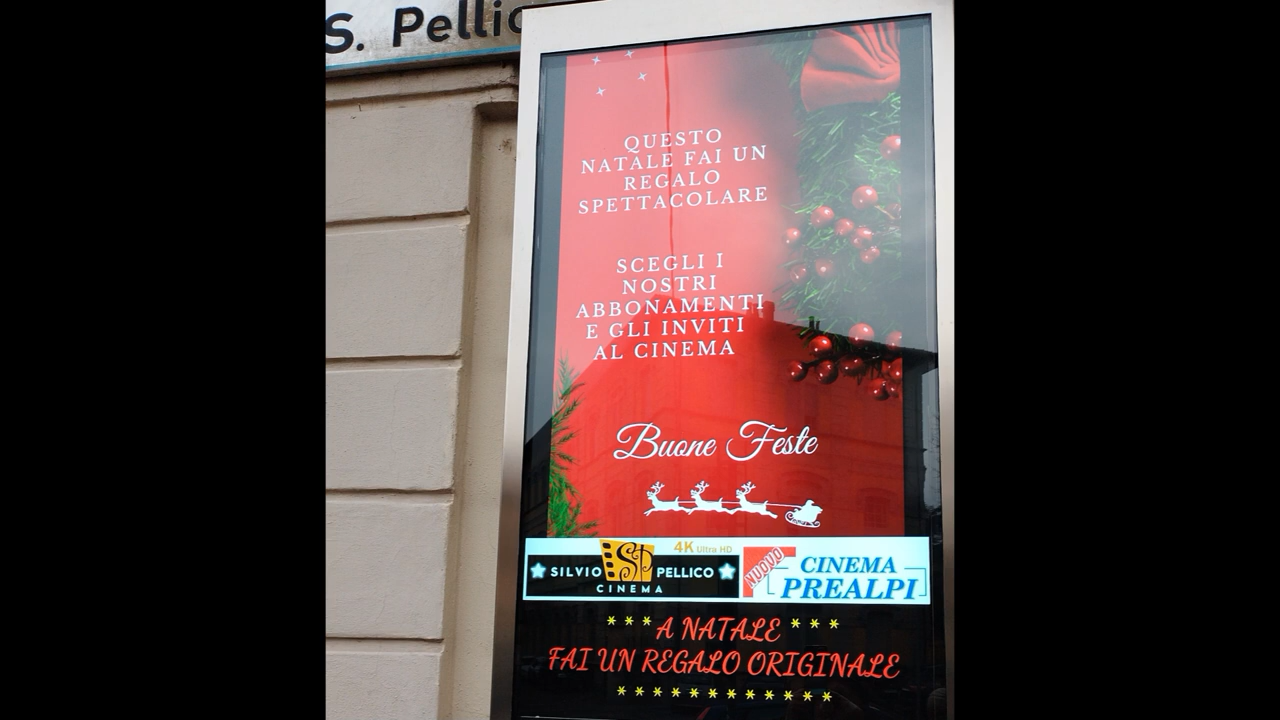 S. Pellic
QUESTO
NATALE FAI UN
REGALO
SPETTACOLARE
SCEGLI I
NOSTRI
ABBONAMENTI
E GLI INVITI
AL CINEMA
Buone Feste
4K Ultra HD
SP
SILVIO PELLICO
CINEMA
NUOVO
CINEMA
PREALPI
***A NATALE***
FAI UN REGALO ORIGINALE
************